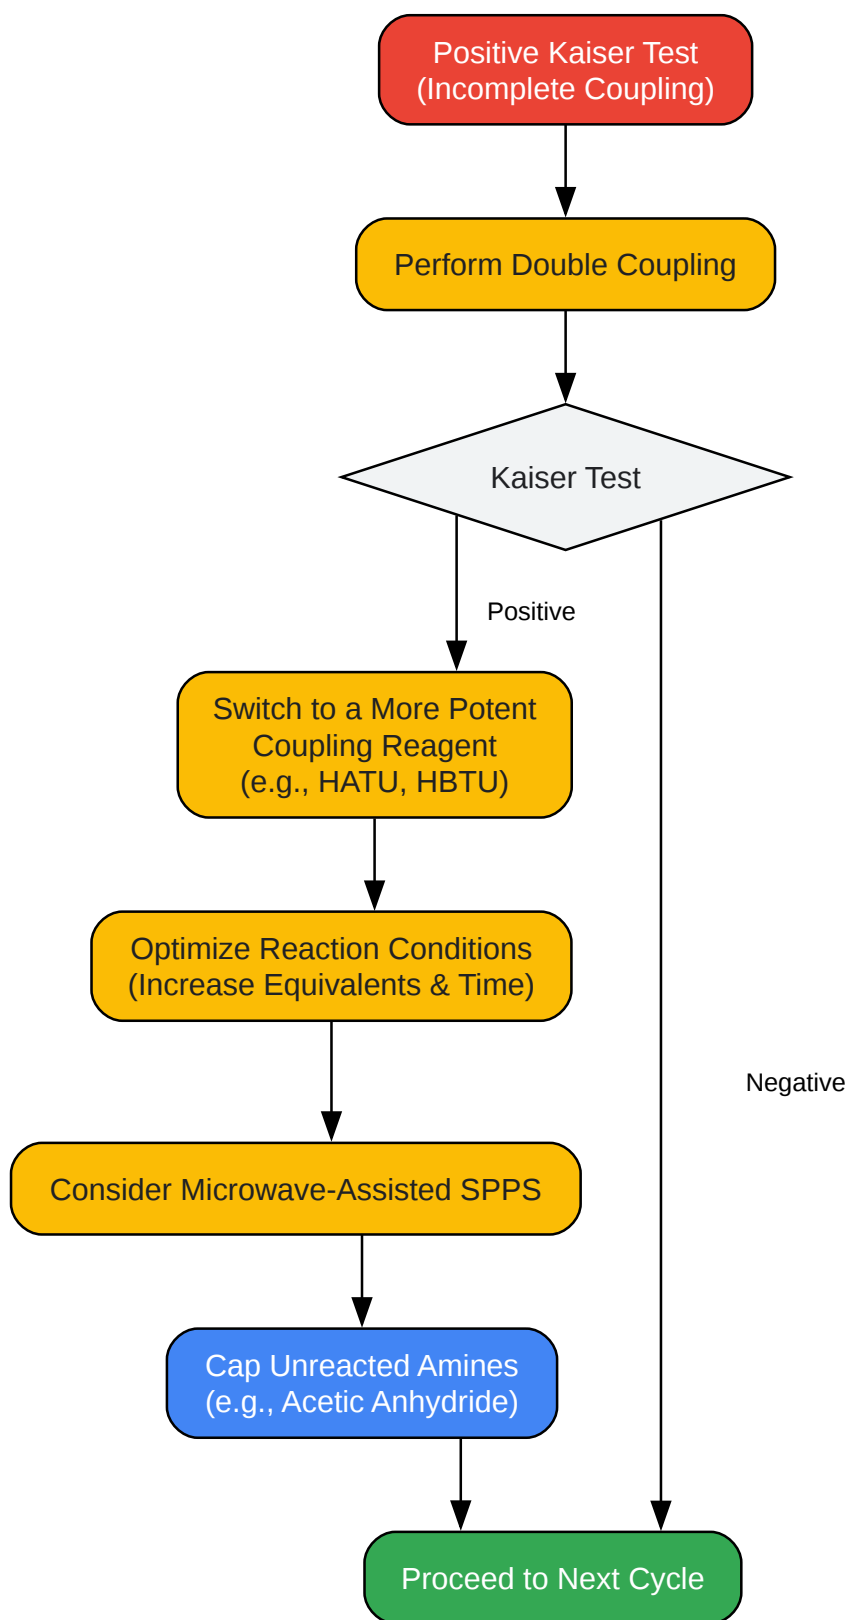 Positive Kaiser Test
(Incomplete Coupling)
Perform Double Coupling
Kaiser Test
Positive
Switch to a More Potent
Coupling Reagent
(e.g., HATU, HBTU)
Optimize Reaction Conditions
(Increase Equivalents & Time)
Negative
Consider Microwave-Assisted SPPS
Cap Unreacted Amines
(e.g., Acetic Anhydride)
Proceed to Next Cycle